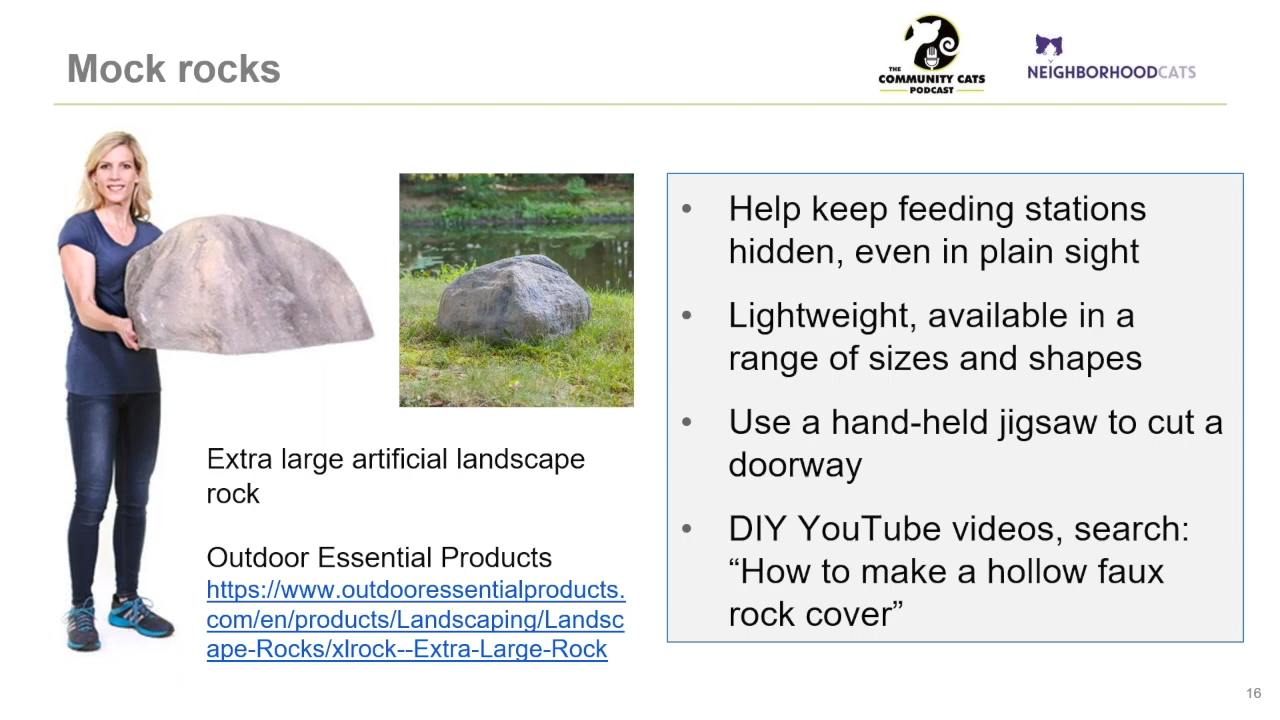 Mock rocks
THE
COMMUNITY CATS
PODCAST
NEIGHBORHOODCATS
Extra large artificial landscape
rock
Outdoor Essential Products
https://www.outdooressentialproducts.
com/en/products/Landscaping/Landsc
ape-Rocks/xlrock--Extra-Large-Rock
• Help keep feeding stations
hidden, even in plain sight
• Lightweight, available in a
range of sizes and shapes
• Use a hand-held jigsaw to cut a
doorway
• DIY YouTube videos, search:
“How to make a hollow faux
rock cover”
16